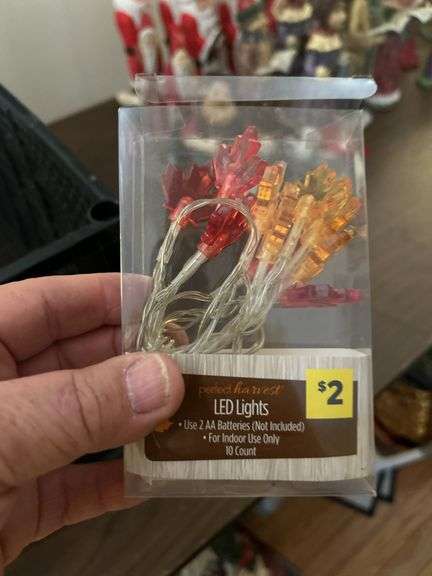 perfect harvest
$2
LED Lights
• Use 2 AA Batteries (Not Included)
• For Indoor Use Only
10 Count